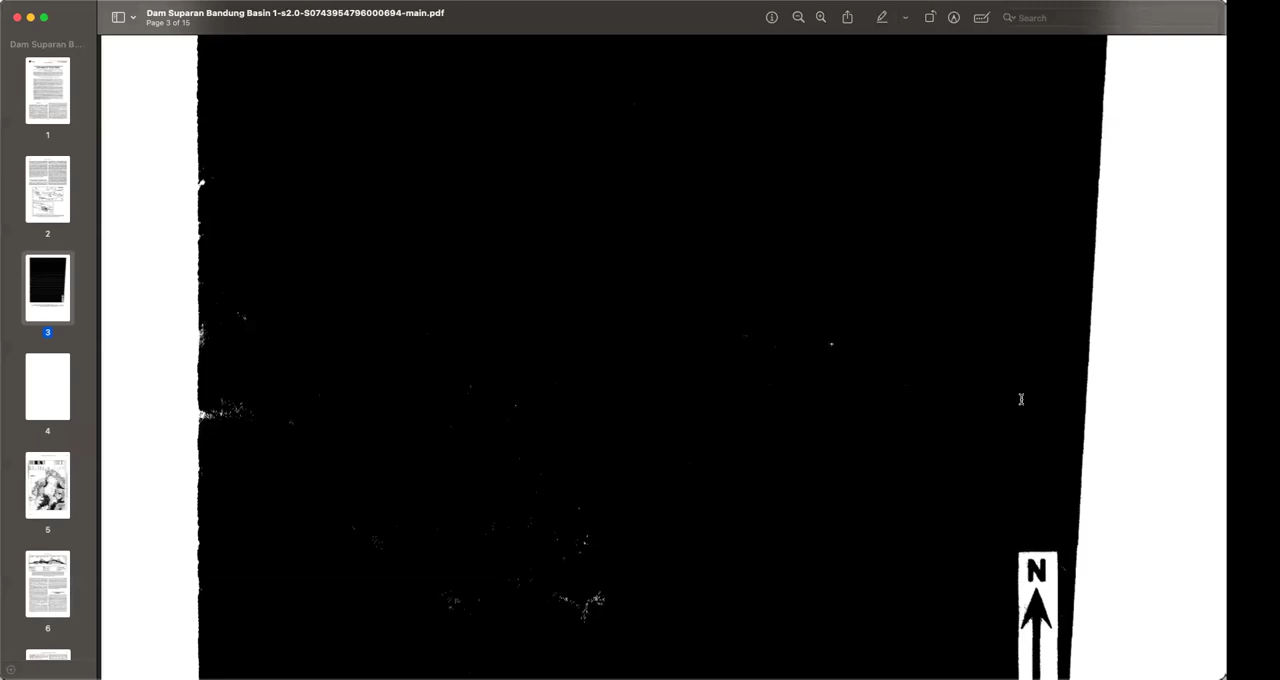 Dam Suparan Bandung Basin 1-s2.0-S0743954796000694-main.pdf
Page 3 of 15
Search
Dam Suparan B...
1
2
3
4
5
6
N